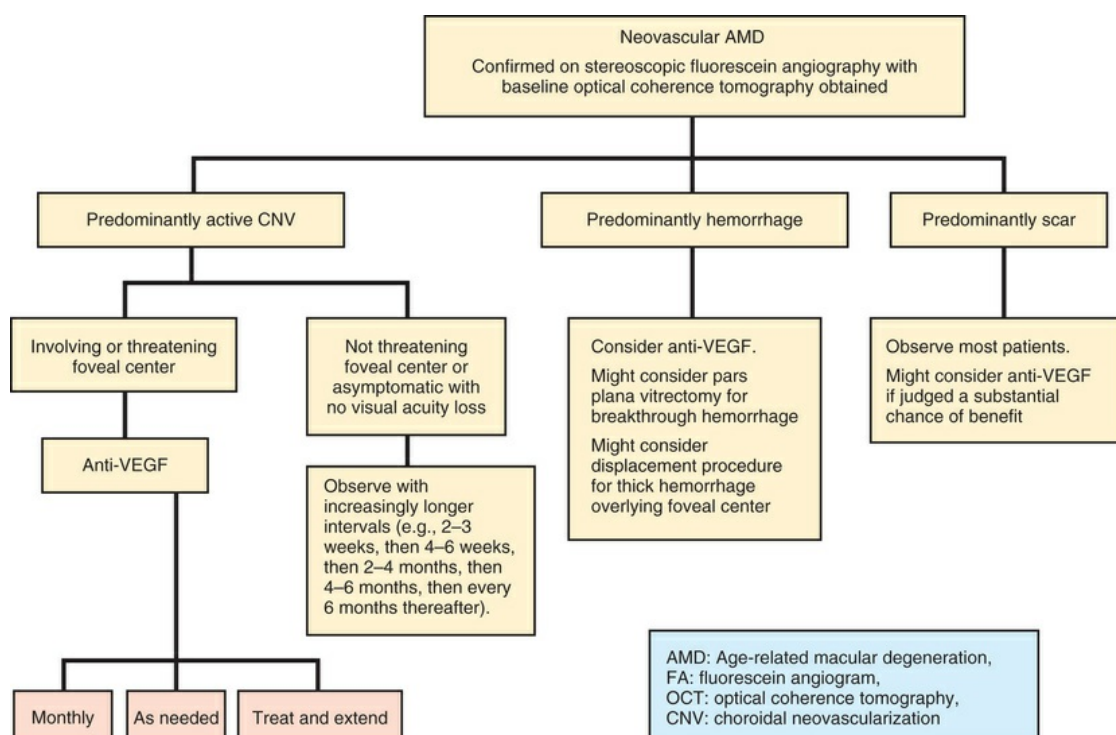 Neovascular AMD
Confirmed on stereoscopic fluorescein angiography with
baseline optical coherence tomography obtained
Predominantly active CNV
Predominantly hemorrhage
Predominantly scar
Involving or threatening
foveal center
Not threatening
foveal center or
asymptomatic with
no visual acuity loss
Consider anti-VEGF.
Might consider pars
plana vitrectomy for
breakthrough hemorrhage
Might consider
displacement procedure
for thick hemorrhage
overlying foveal center
Observe most patients.
Might consider anti-VEGF
if judged a substantial
chance of benefit
Anti-VEGF
Observe with
increasingly longer
intervals (e.g., 2–3
weeks, then 4–6 weeks,
then 2–4 months, then
4–6 months, then every
6 months thereafter).
Monthly
As needed
Treat and extend
AMD: Age-related macular degeneration,
FA: fluorescein angiogram,
OCT: optical coherence tomography,
CNV: choroidal neovascularization